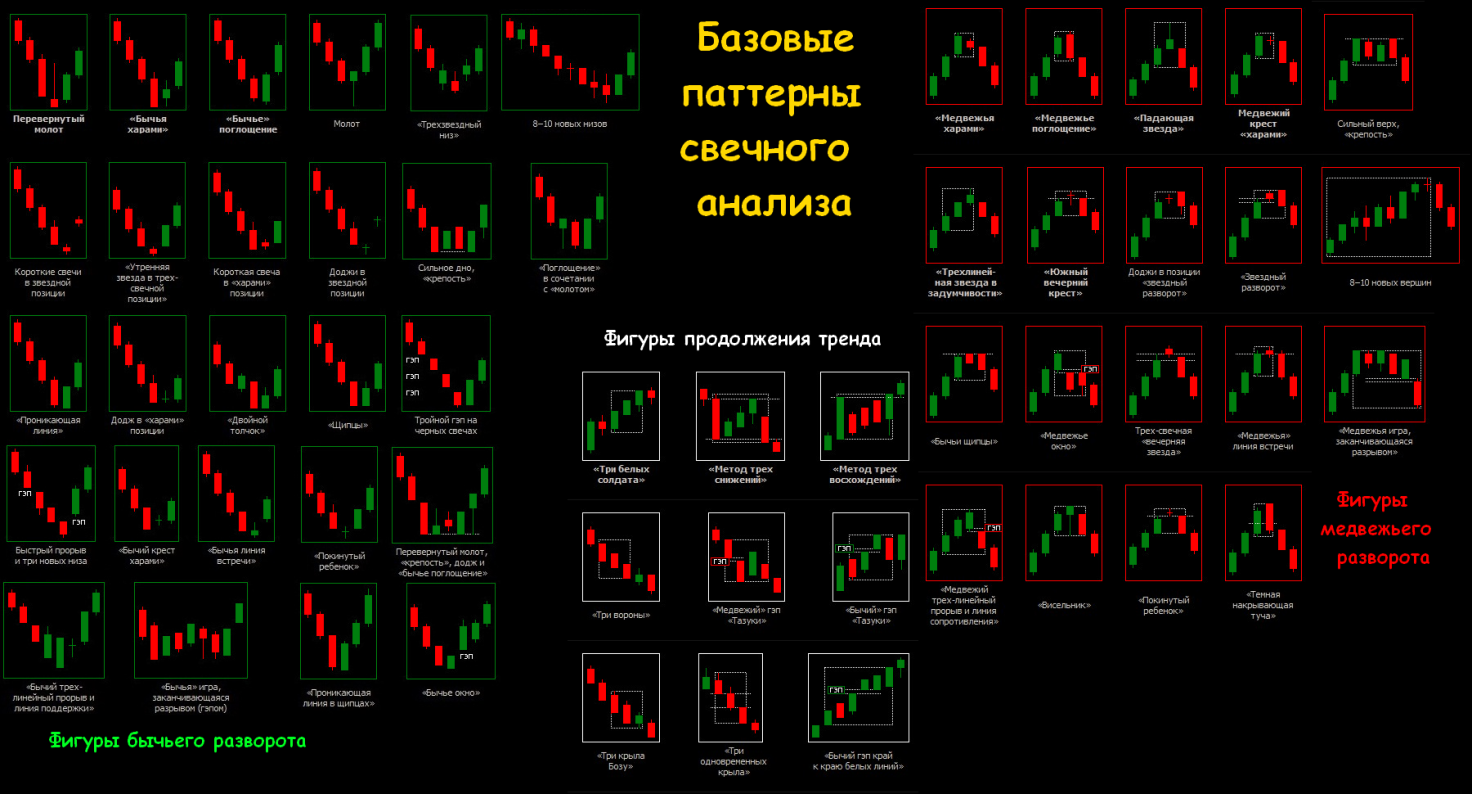 Базовые
паттерны
свечного
анализа
Перевернутый
молот
«Бычья
харами»
«Бычье»
поглощение
Молот
«Трехзвездный
низ»
8–10 новых низов
Короткие свечи
в звездной
позиции
«Утренняя
звезда в трех-
свечной
позиции»
Короткая свеча
в «харами»
позиции
Доджи в
звездной
позиции
Сильное дно,
«крепость»
«Поглощение»
в сочетании
с «молотом»
«Проникающая
линия»
Додж в «харами»
позиции
«Двойной
толчок»
«Щипцы»
ГЭП
ГЭП
ГЭП
Тройной гэп на
черных свечах
ГЭП
ГЭП
Быстрый прорыв
и три новых низа
«Бычий крест
харами»
«Бычья линия
встречи»
«Покинутый
ребенок»
Перевернутый молот,
«крепость», додж и
«бычье поглощение»
«Бычий трех-
линейный прорыв и
линия поддержки»
«Бычья» игра,
заканчивающаяся
разрывом (гэпом)
«Проникающая
линия в щипцах»
ГЭП
«Бычье окно»
Фигуры бычьего разворота
Фигуры продолжения тренда
«Три белых
солдата»
«Метод трех
снижений»
«Метод трех
восхождений»
«Три вороны»
ГЭП
«Медвежий» гэп
«Тазуки»
ГЭП
«Бычий» гэп
«Тазуки»
«Три крыла
Бозу»
«Три
одновременных
крыла»
ГЭП
«Бычий гэп край
к краю белых линий»
«Медвежья
харами»
«Медвежье
поглощение»
«Падающая
звезда»
Медвежий
крест
«харами»
Сильный верх,
«крепость»
«Трехлиней-
ная звезда в
задумчивости»
«Южный
вечерний
крест»
Доджи в позиции
«звездный
разворот»
«Звездный
разворот»
8–10 новых вершин
«Бычьи щипцы»
ГЭП
«Медвежье
окно»
Трех-свечная
«вечерняя
звезда»
«Медвежья»
линия встречи
«Медвежья игра,
заканчивающаяся
разрывом»
ГЭП
«Медвежий
трех-линейный
прорыв и линия
сопротивления»
«Висельник»
«Покинутый
ребенок»
«Темная
накрывающая
туча»
Фигуры
медвежьего
разворота